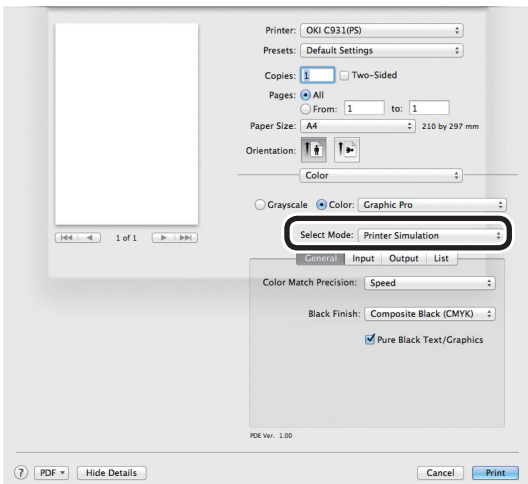 Printer: OKI C931(PS)
Presets: Default Settings
Copies: 1 Two-Sided
Pages: All
From: 1 to: 1
Paper Size: A4 210 by 297 mm
Orientation:
Color
Grayscale Color: Graphic Pro
1 of 1
Select Mode: Printer Simulation
General Input Output List
Color Match Precision: Speed
Black Finish: Composite Black (CMYK)
Pure Black Text/Graphics
PDE Ver. 1.00
? PDF Hide Details Cancel Print